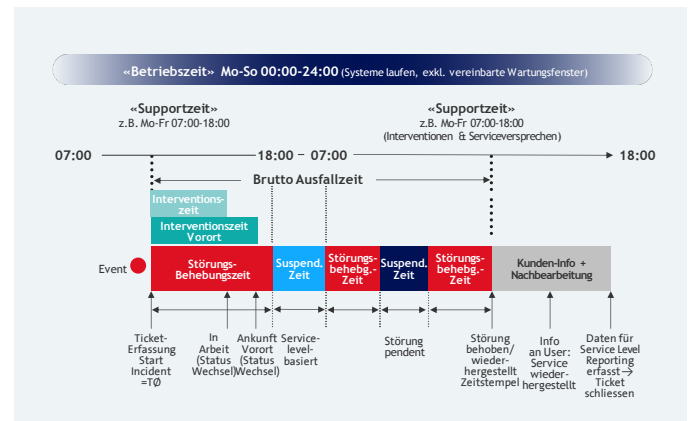 «Betriebszeit» Mo-So 00:00-24:00 (Systeme laufen, exkl. vereinbarte Wartungsfenster)
«Supportzeit»
z.B. Mo-Fr 07:00-18:00
«Supportzeit»
z.B. Mo-Fr 07:00-18:00
(Interventionen & Serviceversprechen)
07:00
18:00 – 07:00
18:00
Brutto Ausfallzeit
Interventions-
zeit
Interventionszeit
Vorort
Event
Störungs-
Behebungszeit
Suspend.
Zeit
Störungs-
behebg.-
Zeit
Suspend.
Zeit
Störungs-
behebg.-
Zeit
Kunden-Info +
Nachbearbeitung
Ticket-
Erfassung
Start
Incident
=TØ
In
Arbeit
(Status
Wechsel)
Ankunft
Vorort
(Status
Wechsel)
Service-
level-
basiert
Störung
pendent
Störung
behoben/
wieder-
hergestellt
Zeitstempel
Info
an User:
Service
wieder-
hergestellt
Daten für
Service Level
Reporting
erfasst→
Ticket
schliessen